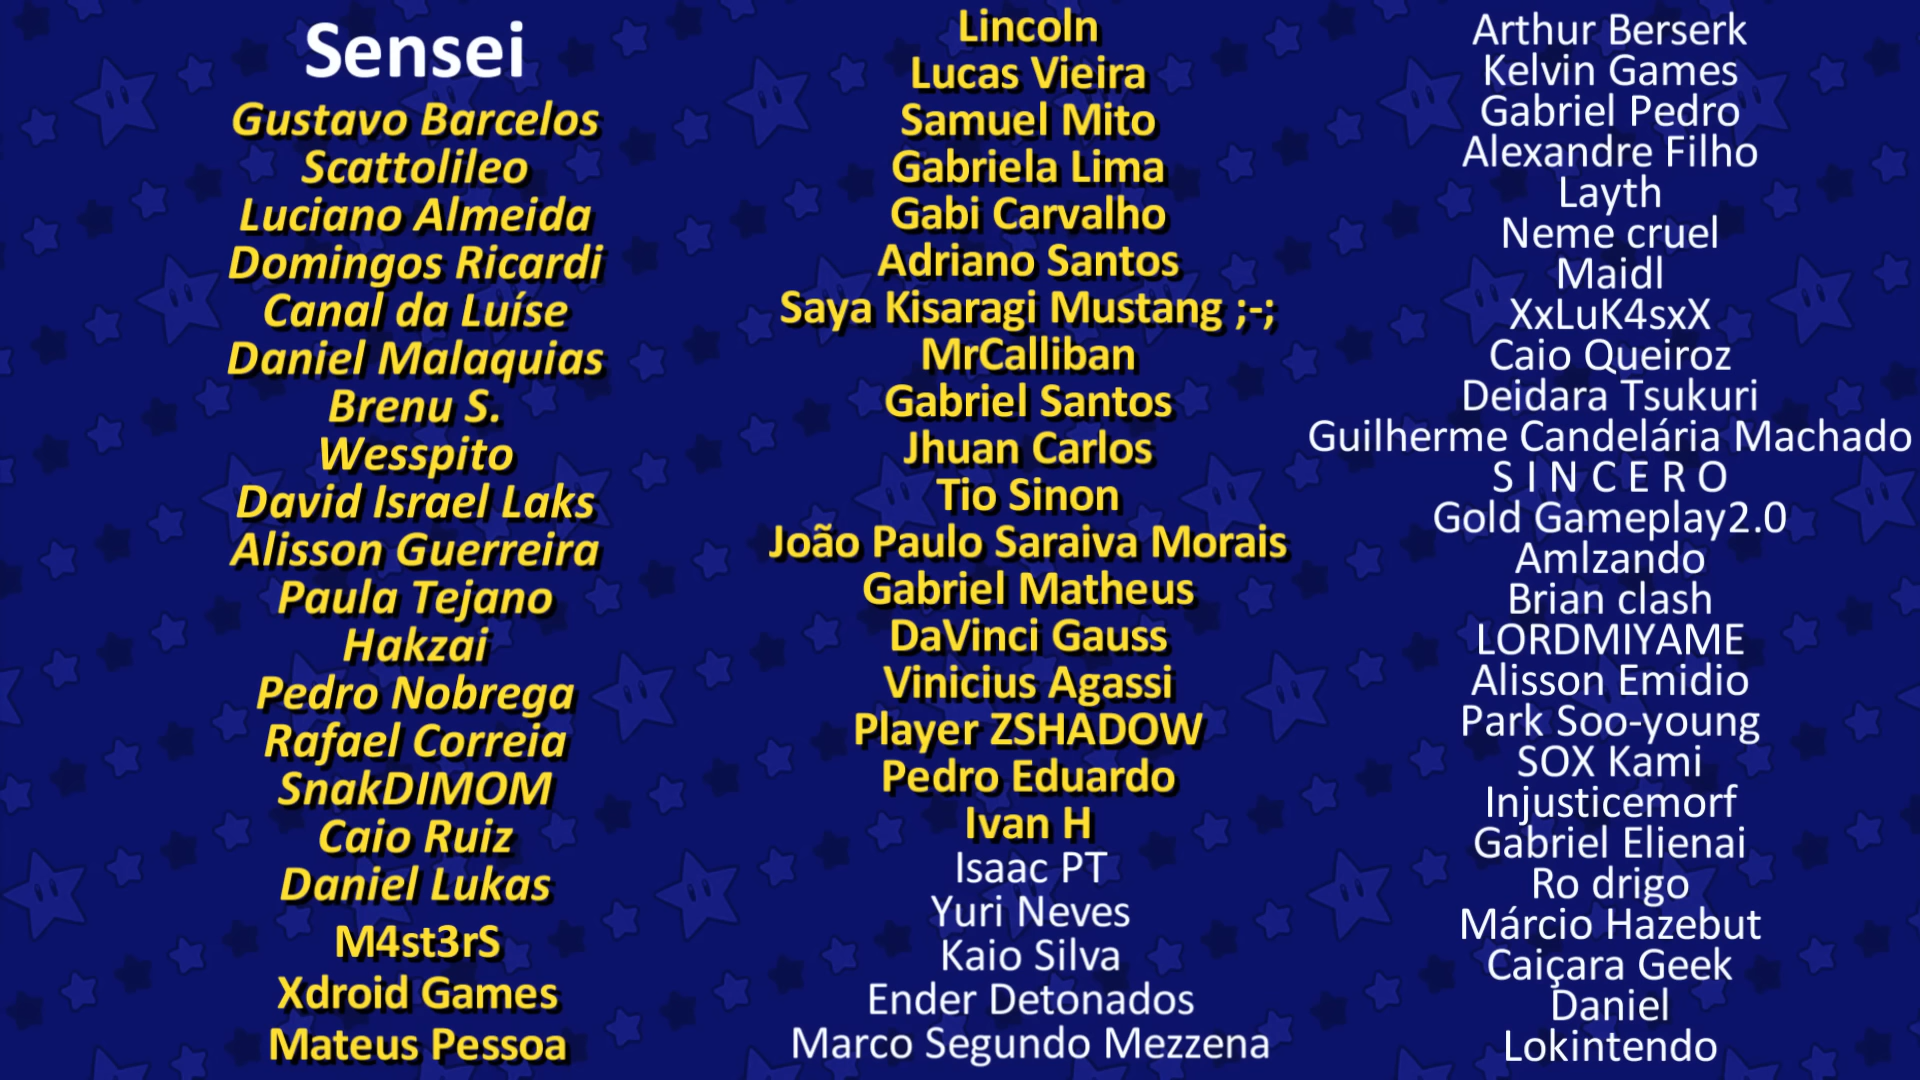 Sensei
Gustavo Barcelos
Scattolileo
Luciano Almeida
Domingos Ricardi
Canal da Luíse
Daniel Malaquias
Brenu S.
Wesspito
David Israel Laks
Alisson Guerreira
Paula Tejano
Hakzai
Pedro Nobrega
Rafael Correia
SnakDIMOM
Caio Ruiz
Daniel Lukas
M4st3rS
Xdroid Games
Mateus Pessoa
Lincoln
Lucas Vieira
Samuel Mito
Gabriela Lima
Gabi Carvalho
Adriano Santos
Saya Kisaragi Mustang ;-;
MrCalliban
Gabriel Santos
Jhuan Carlos
Tio Sinon
João Paulo Saraiva Morais
Gabriel Matheus
DaVinci Gauss
Vinicius Agassi
Player ZSHADOW
Pedro Eduardo
Ivan H
Isaac PT
Yuri Neves
Kaio Silva
Ender Detonados
Marco Segundo Mezzena
Arthur Berserk
Kelvin Games
Gabriel Pedro
Alexandre Filho
Layth
Neme cruel
Maidl
XxLuK4sxX
Caio Queiroz
Deidara Tsukuri
Guilherme Candelária Machado
S I N C E R O
Gold Gameplay2.0
Amlzando
Brian clash
LORDMIYAME
Alisson Emidio
Park Soo-young
SOX Kami
Injusticemorf
Gabriel Elienai
Ro drigo
Márcio Hazebut
Caiçara Geek
Daniel
Lokintendo